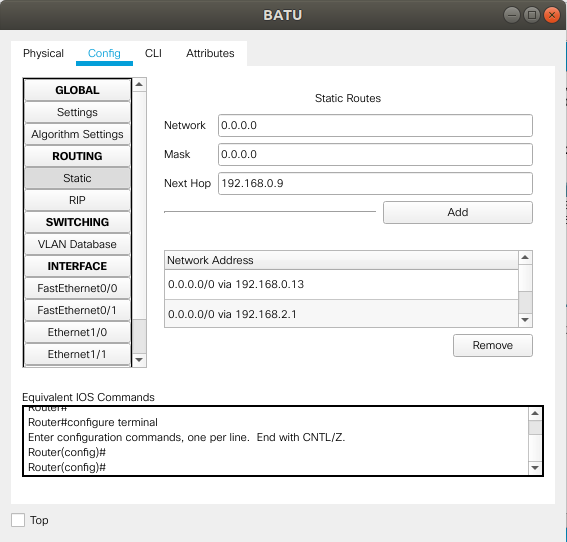 BATU
Physical Config CLI Attributes
GLOBAL
Settings
Algorithm Settings
ROUTING
Static
RIP
SWITCHING
VLAN Database
INTERFACE
FastEthernet0/0
FastEthernet0/1
Ethernet1/0
Ethernet1/1
Static Routes
Network 0.0.0.0
Mask 0.0.0.0
Next Hop 192.168.0.9
Add
Network Address
0.0.0.0/0 via 192.168.0.13
0.0.0.0/0 via 192.168.2.1
Remove
Equivalent IOS Commands
Router#
Router#configure terminal
Enter configuration commands, one per line. End with CNTL/Z.
Router(config)#
Router(config)#
Top